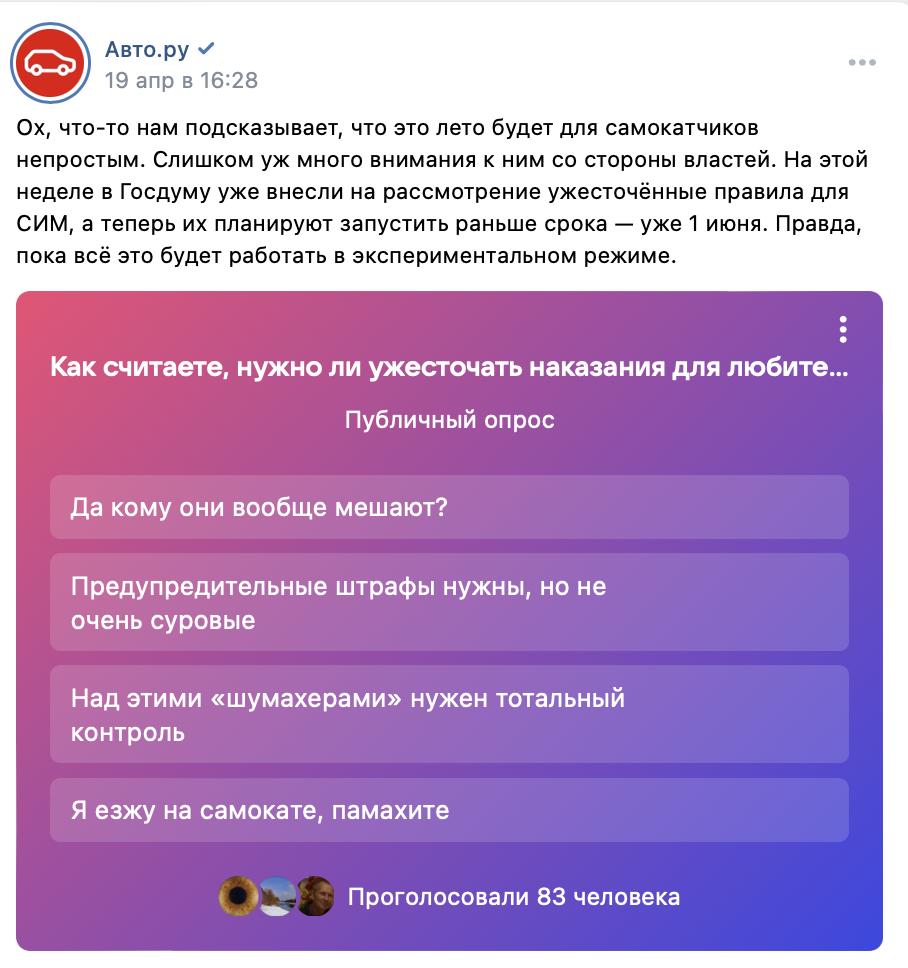 Авто.ру
19 апр в 16:28
Ох, что-то нам подсказывает, что это лето будет для самокатчиков
непростым. Слишком уж много внимания к ним со стороны властей. На этой
неделе в Госдуму уже внесли на рассмотрение ужесточённые правила для
СИМ, а теперь их планируют запустить раньше срока — уже 1 июня. Правда,
пока всё это будет работать в экспериментальном режиме.
Как считаете, нужно ли ужесточать наказания для любите...
Публичный опрос
Да кому они вообще мешают?
Предупредительные штрафы нужны, но не
очень суровые
Над этими «шумахерами» нужен тотальный
контроль
Я езжу на самокате, памахите
Проголосовали 83 человека